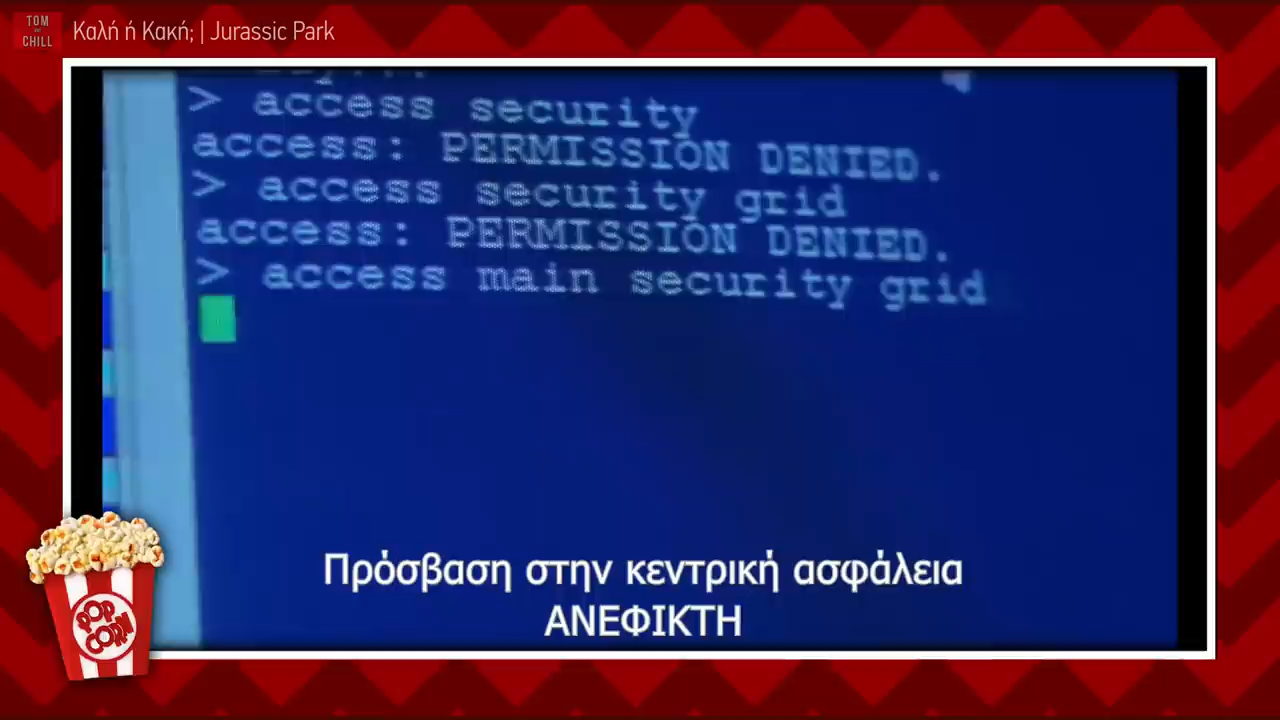 TOM
and
CHILL
Καλή ή Κακή; | Jurassic Park
> access security
access: PERMISSION DENIED.
> access security grid
access: PERMISSION DENIED.
> access main security grid
Πρόσβαση στην κεντρική ασφάλεια
ΑΝΕΦΙΚΤΗ
POP
CORN